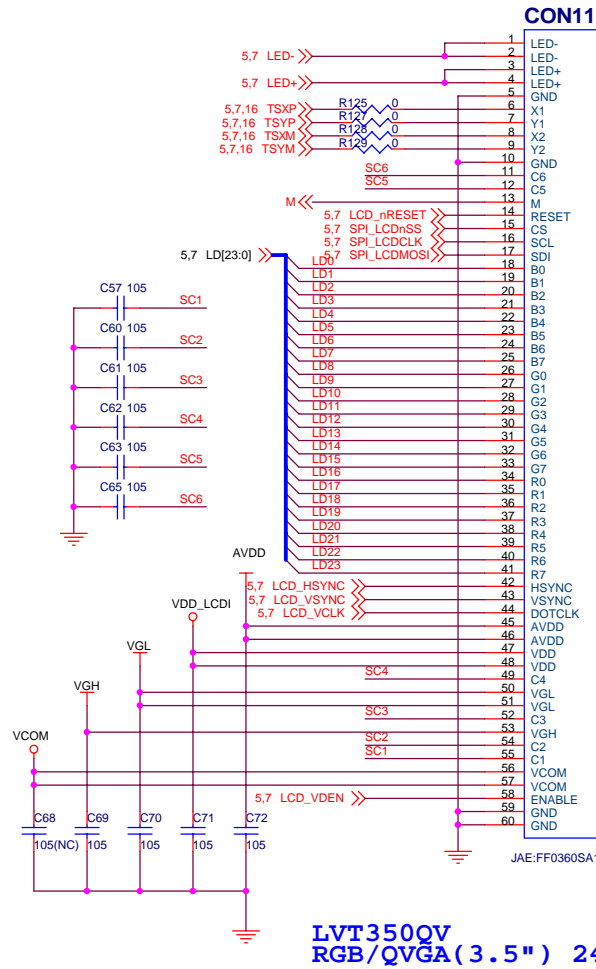 CON11
5,7 LED-
5,7 LED+
5,7,16 TSXP R125 0
5,7,16 TSYP R127 0
5,7,16 TSXM R128 0
5,7,16 TSYM R129 0
SC6
SC5
M
5,7 LCD_nRESET
5,7 SPI_LCDnSS
5,7 SPI_LCDCLK
5,7 SPI_LCDMOSI
5,7 LD[23:0]
LD0
LD1
LD2
LD3
LD4
LD5
LD6
LD7
LD8
LD9
LD10
LD11
LD12
LD13
LD14
LD15
LD16
LD17
LD18
LD19
LD20
LD21
LD22
LD23
5,7 LCD_HSYNC
5,7 LCD_VSYNC
5,7 LCD_VCLK
SC4
SC3
SC2
SC1
5,7 LCD_VDEN
1 LED-
2 LED-
3 LED+
4 LED+
5 GND
6 X1
7 Y1
8 X2
9 Y2
10 GND
11 C6
12 C5
13 M
14 RESET
15 CS
16 SCL
17 SDI
18 B0
19 B1
20 B2
21 B3
22 B4
23 B5
24 B6
25 B7
26 G0
27 G1
28 G2
29 G3
30 G4
31 G5
32 G6
33 G7
34 R0
35 R1
36 R2
37 R3
38 R4
39 R5
40 R6
41 R7
42 HSYNC
43 VSYNC
44 DOTCLK
45 AVDD
46 AVDD
47 VDD
48 VDD
49 C4
50 VGL
51 VGL
52 C3
53 VGH
54 C2
55 C1
56 VCOM
57 VCOM
58 ENABLE
59 GND
60 GND
C57 105 SC1
C60 105 SC2
C61 105 SC3
C62 105 SC4
C63 105 SC5
C65 105 SC6
AVDD
VDD_LCDI
VGL
VGH
VCOM
C68 C69 C70 C71 C72
105(NC) 105 105 105 105
JAE:FF0360SA1
LVT350QV
RGB/QVGA(3.5") 24